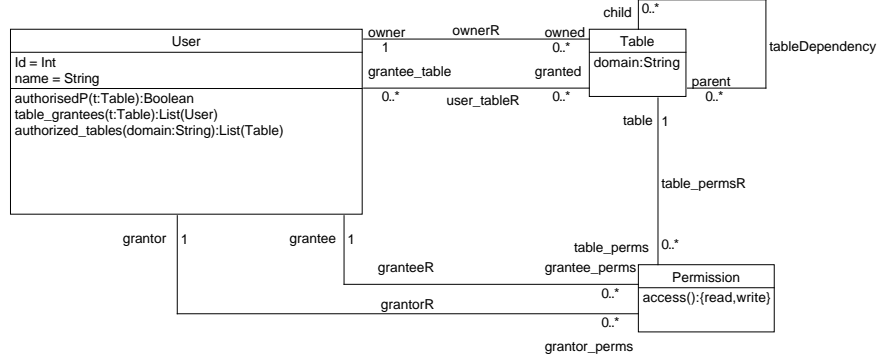 child 0..*
owner ownerR owned
User
1 0..*
Table
tableDependency
Id = Int
name = String
domain:String
grantee_table granted
parent
0..* user_tableR 0..*
0..*
authorisedP(t:Table):Boolean
table_grantees(t:Table):List(User)
authorized_tables(domain:String):List(Table)
table 1
table_permsR
grantor 1
grantee 1
table_perms 0..*
granteeR
grantee_perms
Permission
0..*
access():{read,write}
grantorR
0..*
grantor_perms